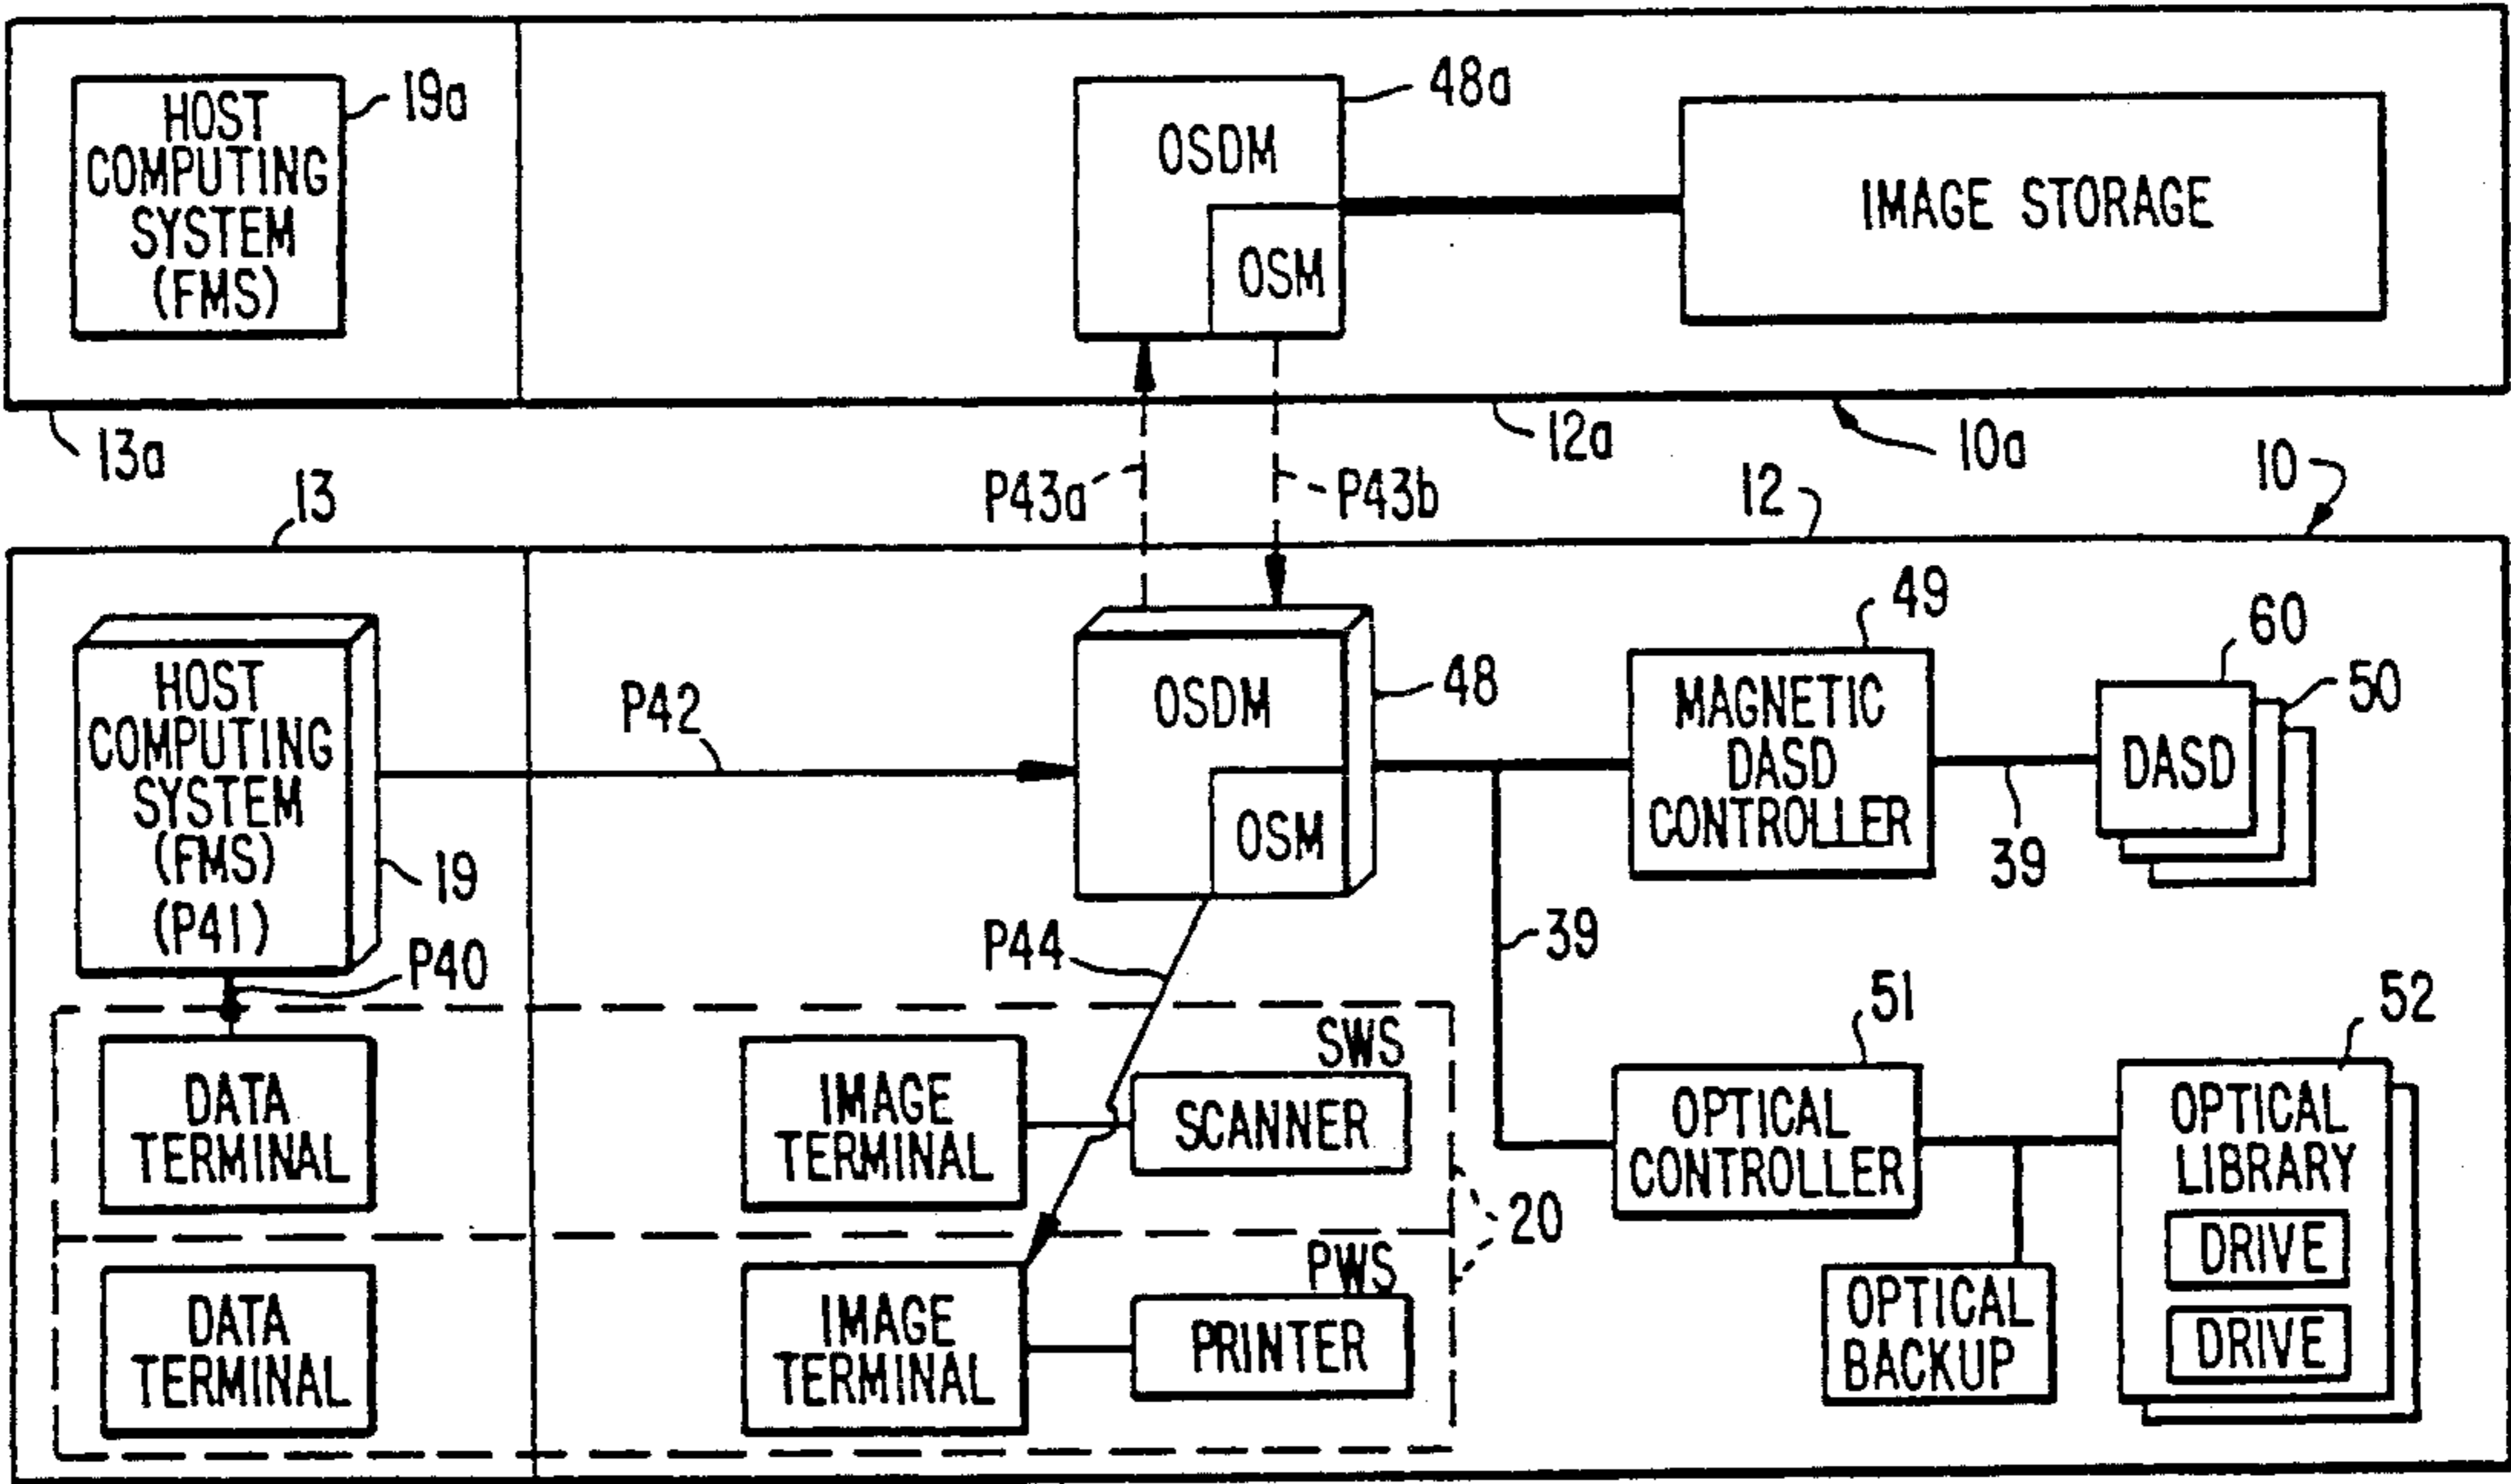 HOST
COMPUTING
SYSTEM
(FMS)
19a
OSDM
OSM
48a
IMAGE STORAGE
13a
12a
10a
P43a
P43b
13
12
10
HOST
COMPUTING
SYSTEM
(FMS)
(P41)
19
P40
P42
OSDM
OSM
48
P44
49
MAGNETIC
DASD
CONTROLLER
39
60
50
DASD
39
DATA
TERMINAL
IMAGE
TERMINAL
SWS
SCANNER
20
DATA
TERMINAL
IMAGE
TERMINAL
PWS
PRINTER
51
OPTICAL
CONTROLLER
52
OPTICAL
LIBRARY
DRIVE
DRIVE
OPTICAL
BACKUP